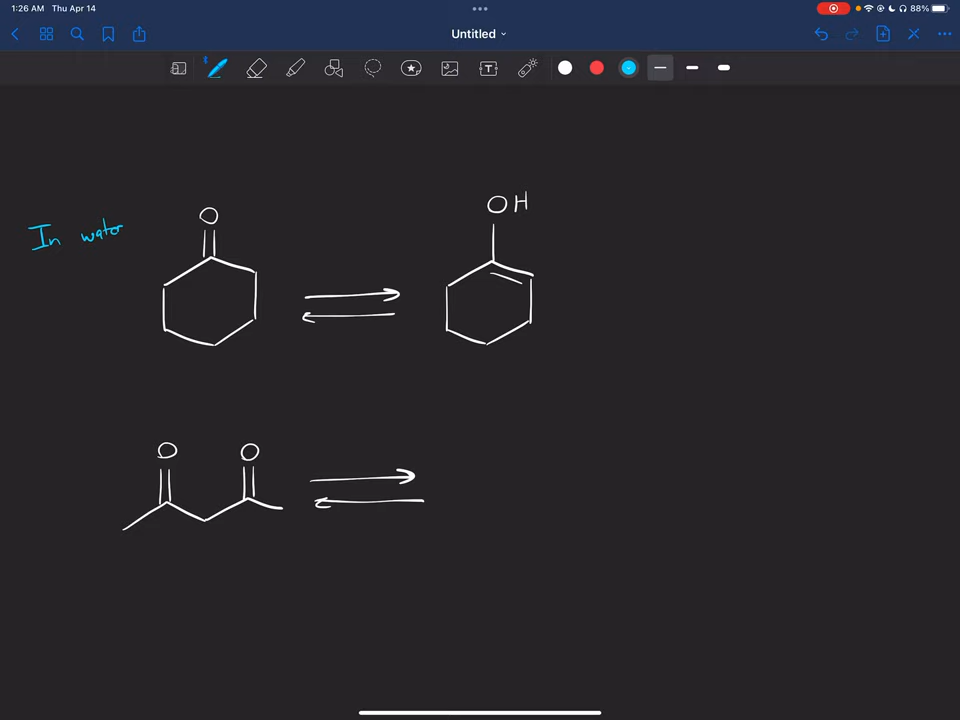 1:26 AM Thu Apr 14
88%
Untitled
T
In water
O
OH
O O